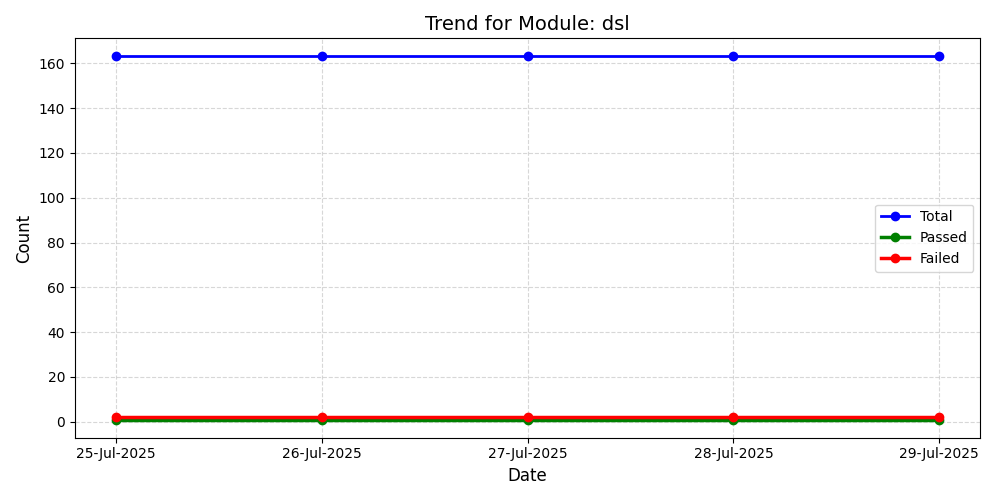 Trend for Module: dsl
Count
160
140
120
100
80
60
40
20
0
Total
Passed
Failed
25-Jul-2025
26-Jul-2025
27-Jul-2025
28-Jul-2025
29-Jul-2025
Date